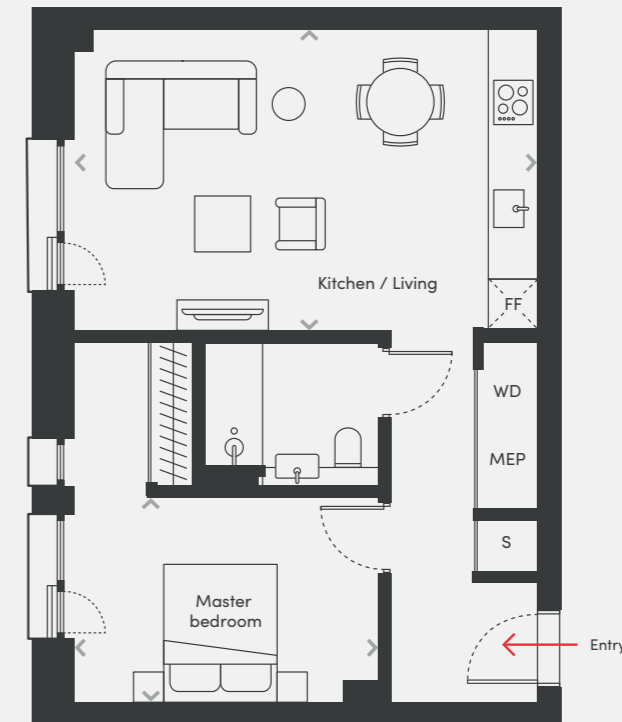 Kitchen / Living
FF
WD
MEP
S
Master
bedroom
Entry